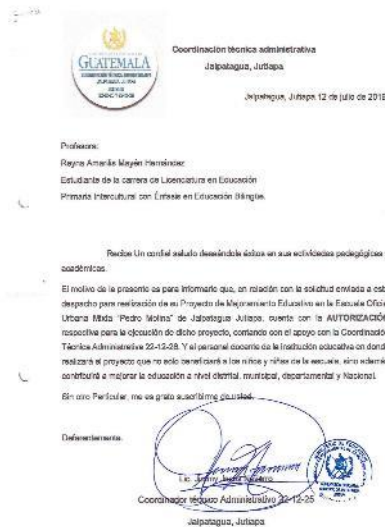 GUATEMALA
Coordinación técnica administrativa
Jalpatagua, Jutiapa
Jalpatagua, Jutiapa 12 de julio de 2019
Profesora:
Reyna Amarilis Mayén Hernández
Estudiante de la carrera de Licenciatura en Educación
Primaria Intercultural con Énfasis en Educación Bilingüe.
Reciba Un cordial saludo deseándole éxitos en sus actividades pedagógicas
académicas.
El motivo de la presente es para informarle que, en relación con la solicitud enviada a est
despacho para realización de su Proyecto de Mejoramiento Educativo en la Escuela Oficia
Urbana Mixta "Pedro Molina" de Jalpatagua Jutiapa, cuenta con la AUTORIZACIÓN
respectiva para la ejecución de dicho proyecto, contando con el apoyo con la Coordinación
Técnica Administrativa 22-12-26. Y el personal docente de la institución educativa en dond
realizará el proyecto que no solo beneficiará a los niños y niñas de la escuela, sino ademá
contribuirá a mejorar la educación a nivel distrital, municipal, departamental y Nacional.
Sin otro Particular, me es grato suscribirme de usted.
Deferentemente.
Lic.
Coordinador técnico Administrativo 22-12-25
Jalpatagua, Jutiapa